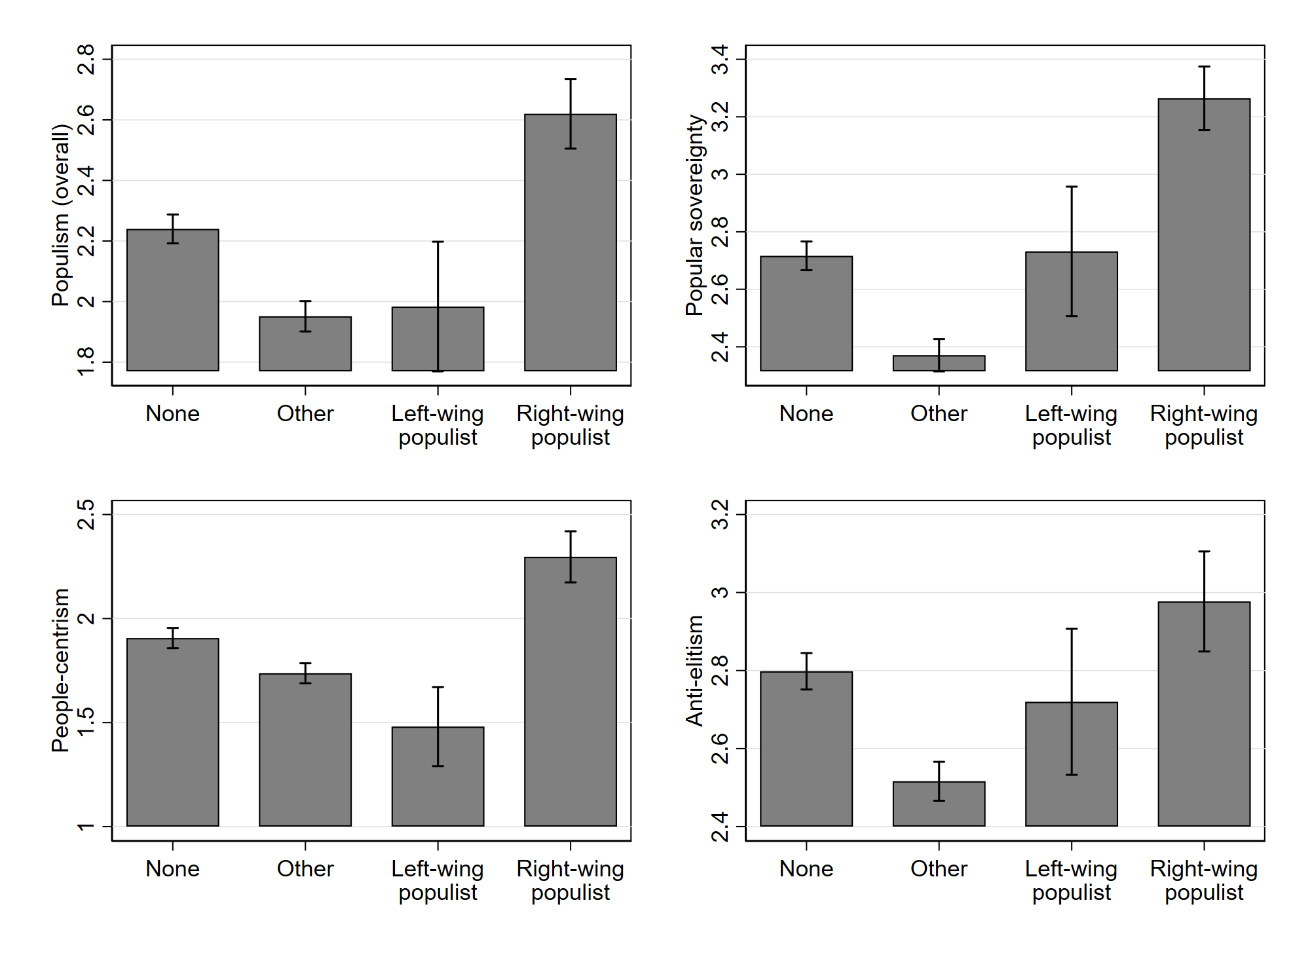 Populism (overall)
2.8
2.6
2.4
2.2
2
1.8
None
Other
Left-wing
populist
Right-wing
populist
Popular sovereignty
3.4
3.2
3
2.8
2.6
2.4
None
Other
Left-wing
populist
Right-wing
populist
People-centrism
2.5
2
1.5
1
None
Other
Left-wing
populist
Right-wing
populist
Anti-elitism
3.2
3
2.8
2.6
2.4
None
Other
Left-wing
populist
Right-wing
populist